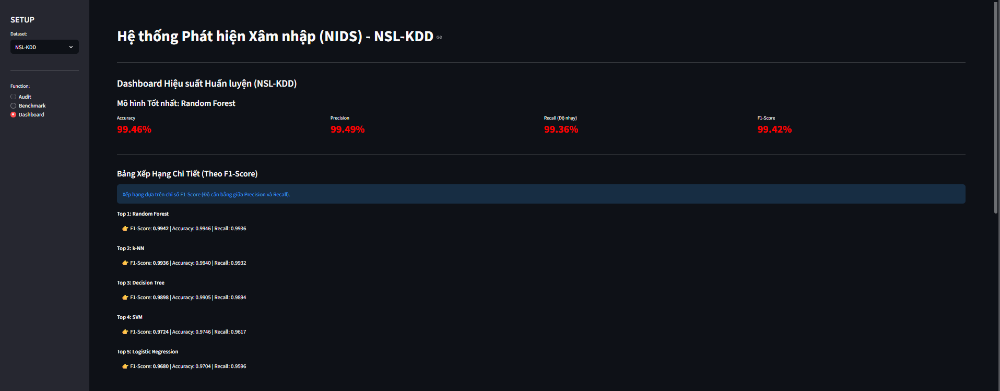 SETUP
Dataset:
NSL-KDD
Function:
Audit
Benchmark
Dashboard
Hệ thống Phát hiện Xâm nhập (NIDS) - NSL-KDD
Dashboard Hiệu suất Huấn luyện (NSL-KDD)
Mô hình Tốt nhất: Random Forest
Accuracy
99.46%
Precision
99.49%
Recall (Độ nhạy)
99.36%
F1-Score
99.42%
Bảng Xếp Hạng Chi Tiết (Theo F1-Score)
Xếp hạng dựa trên chỉ số F1-Score (Độ cân bằng giữa Precision và Recall).
Top 1: Random Forest
👉 F1-Score: 0.9942 | Accuracy: 0.9946 | Recall: 0.9936
Top 2: k-NN
👉 F1-Score: 0.9936 | Accuracy: 0.9940 | Recall: 0.9932
Top 3: Decision Tree
👉 F1-Score: 0.9898 | Accuracy: 0.9905 | Recall: 0.9894
Top 4: SVM
👉 F1-Score: 0.9724 | Accuracy: 0.9746 | Recall: 0.9617
Top 5: Logistic Regression
👉 F1-Score: 0.9680 | Accuracy: 0.9704 | Recall: 0.9596